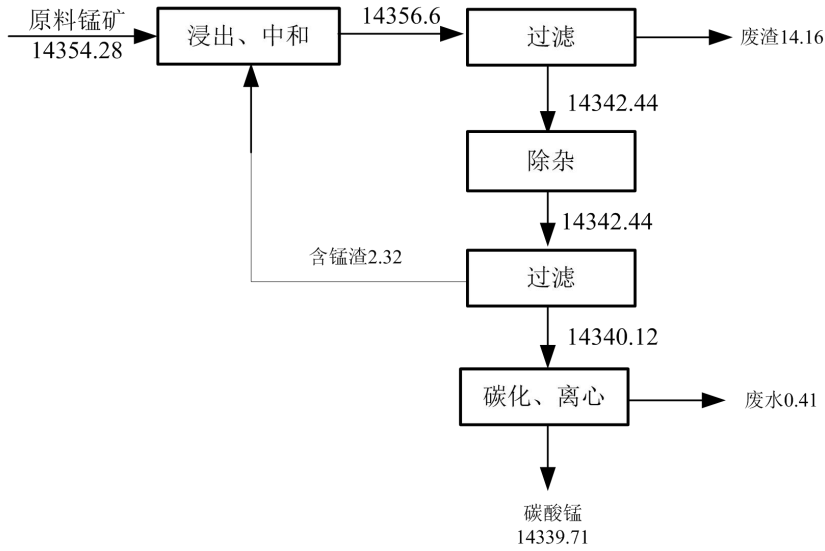 原料锰矿
14354.28
浸出、中和
14356.6
过滤
废渣14.16
14342.44
除杂
14342.44
含锰渣2.32
过滤
14340.12
碳化、离心
废水0.41
碳酸锰
14339.71